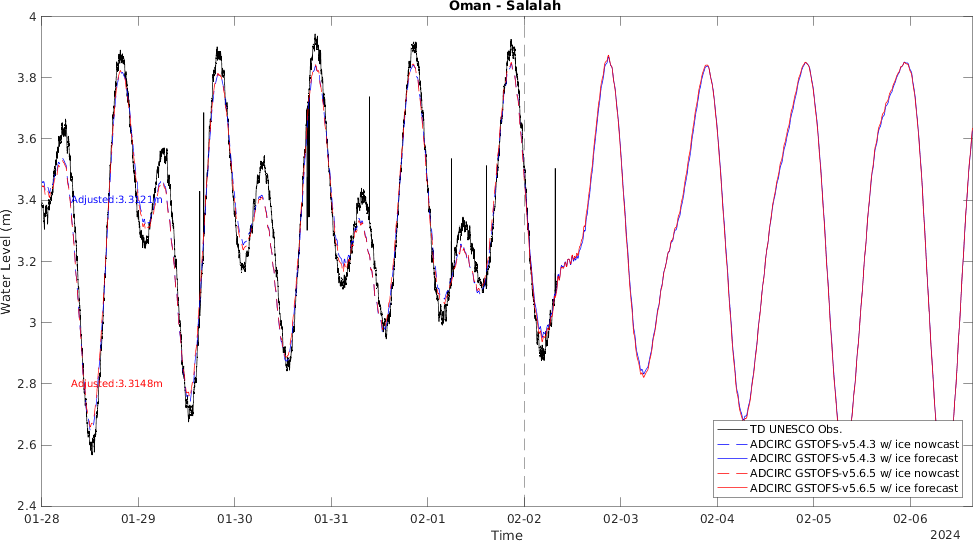 Oman - Salalah
Water Level (m)
4
3.8
3.6
3.4
3.2
3
2.8
2.6
2.4
Adjusted:3.3121m
Adjusted:3.3148m
TD UNESCO Obs.
ADCIRC GSTOFS-v5.4.3 w/ ice nowcast
ADCIRC GSTOFS-v5.4.3 w/ ice forecast
ADCIRC GSTOFS-v5.6.5 w/ ice nowcast
ADCIRC GSTOFS-v5.6.5 w/ ice forecast
01-28 01-29 01-30 01-31 02-01 02-02 02-03 02-04 02-05 02-06
Time
2024